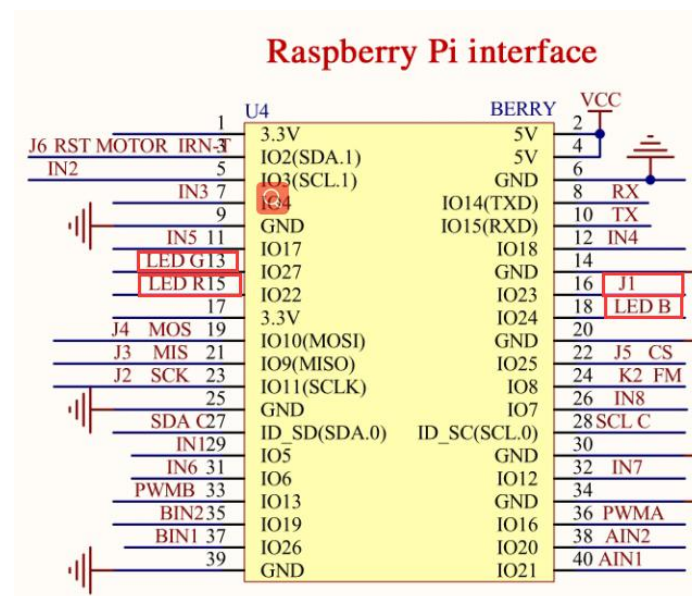 Raspberry Pi interface
VCC
U4 BERRY
1 3.3V 5V 2
J6 RST MOTOR IRN-T 3 IO2(SDA.1) 5V 4
IN2 5 IO3(SCL.1) GND 6
IN3 7 IO4 IO14(TXD) 8 RX
9 GND IO15(RXD) 10 TX
IN5 11 IO17 IO18 12 IN4
LED G13 IO27 GND 14
LED R15 IO22 IO23 16 J1
17 3.3V IO24 18 LED B
J4 MOS 19 IO10(MOSI) GND 20
J3 MIS 21 IO9(MISO) IO25 22 J5 CS
J2 SCK 23 IO11(SCLK) IO8 24 K2 FM
25 GND IO7 26 IN8
SDA C27 ID_SD(SDA.0) ID_SC(SCL.0) 28 SCL C
IN129 IO5 GND 30
IN6 31 IO6 IO12 32 IN7
PWMB 33 IO13 GND 34
BIN235 IO19 IO16 36 PWMA
BIN1 37 IO26 IO20 38 AIN2
39 GND IO21 40 AIN1